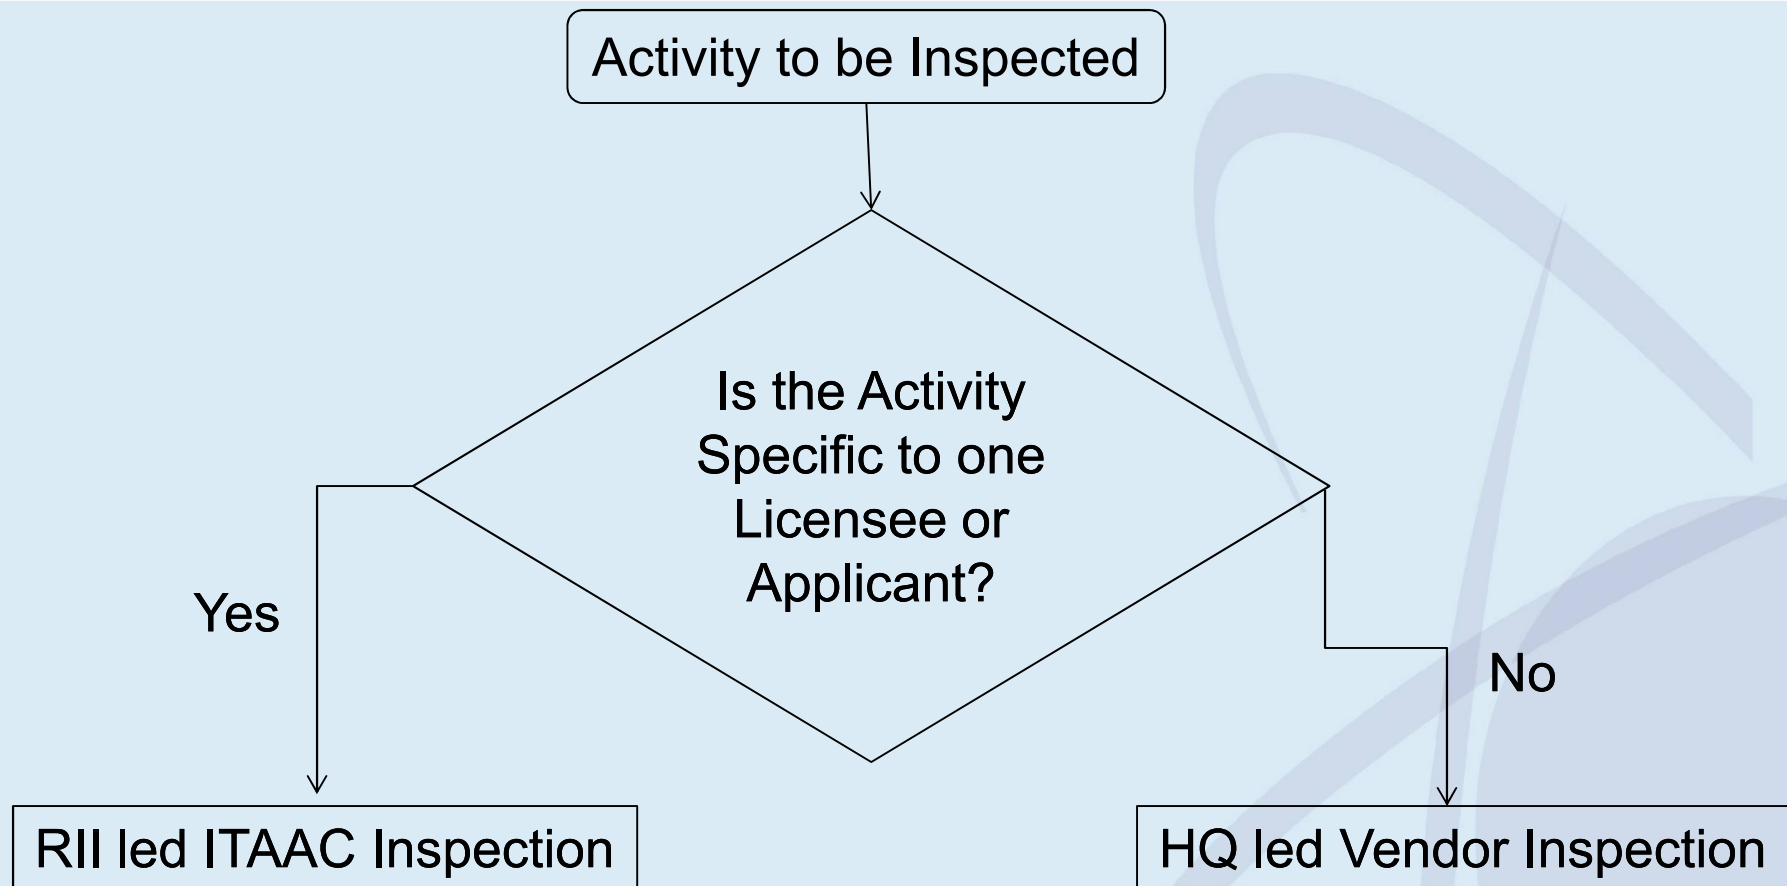 Activity to be Inspected
Is the Activity
Specific to one
Licensee or
Applicant?
Yes
No
RII led ITAAC Inspection
HQ led Vendor Inspection